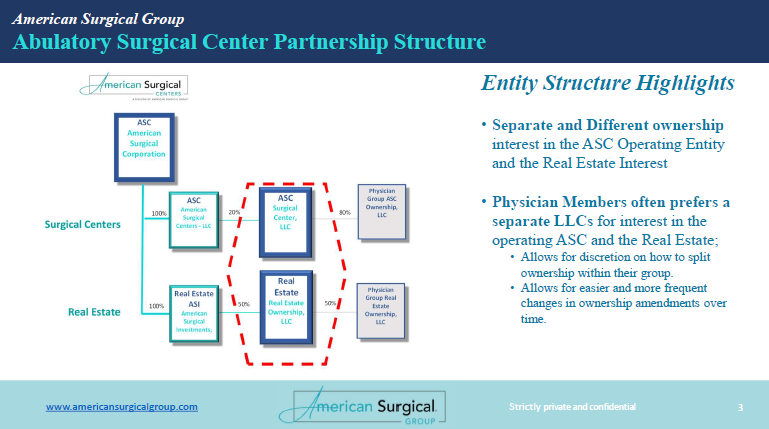 American Surgical Group
Abulatory Surgical Center Partnership Structure
American Surgical
CENTERS
ASC
American
Surgical
Corporation
Surgical Centers
100%
ASC
American
Surgical
Centers - LLC
20%
ASC
Surgical
Center,
LLC
80%
Physician
Group ASC
Ownership,
LLC
Real Estate
100%
Real Estate
ASI
American
Surgical
Investments,
50%
Real
Estate
Real Estate
Ownership,
LLC
50%
Physician
Group Real
Estate
Ownership,
LLC
Entity Structure Highlights
• Separate and Different ownership
interest in the ASC Operating Entity
and the Real Estate Interest
• Physician Members often prefers a
separate LLCs for interest in the
operating ASC and the Real Estate;
• Allows for discretion on how to split
ownership within their group.
• Allows for easier and more frequent
changes in ownership amendments over
time.
www.americansurgicalgroup.com
American Surgical
GROUP
Strictly private and confidential
3